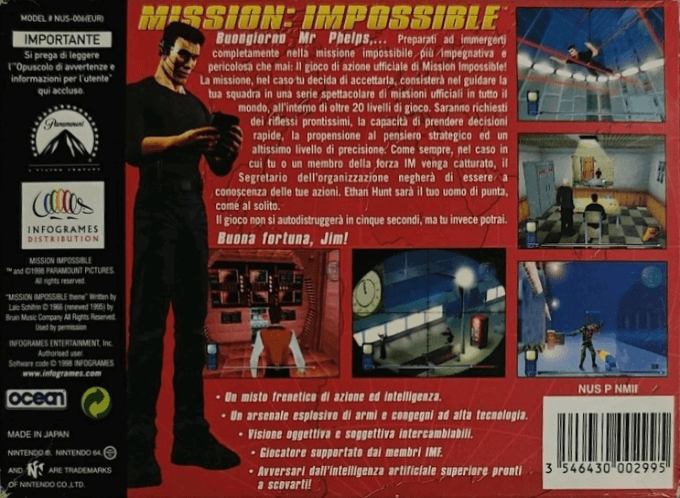 MODEL # NUS-006(EUR)
IMPORTANTE
Si prega di leggere
l'"Opuscolo di avvertenze e
informazioni per l'utente"
qui accluso.
Paramount
A VIACOM COMPANY
INFOGRAMES
DISTRIBUTION
MISSION IMPOSSIBLE
™ and ©1998 PARAMOUNT PICTURES.
All rights reserved.
"MISSION IMPOSSIBLE theme" Written by
Lalo Schifrin © 1966 (renewed 1995) by
Bruin Music Company All Rights Reserved.
Used by permission
INFOGRAMES ENTERTAINMENT, Inc.
Authorised user.
Software code © 1998 INFOGRAMES
www.infogrames.com
ocean
MADE IN JAPAN
NINTENDO ®, NINTENDO 64,
AND N ARE TRADEMARKS
OF NINTENDO CO.,LTD.
MISSION: IMPOSSIBLE™
Buongiorno Mr Phelps,... Preparati ad immergerti
completamente nella missione impossibile più impegnativa e
pericolosa che mai: Il gioco di azione ufficiale di Mission Impossible!
La missione, nel caso tu decida di accettarla, consisterà nel guidare la
tua squadra in una serie spettacolare di missioni ufficiali in tutto il
mondo, all'interno di oltre 20 livelli di gioco. Saranno richiesti
dei riflessi prontissimi, la capacità di prendere decisioni
rapide, la propensione al pensiero strategico ed un
altissimo livello di precisione. Come sempre, nel caso in
cui tu o un membro della forza IM venga catturato, il
Segretario dell'organizzazione negherà di essere a
conoscenza delle tue azioni. Ethan Hunt sarà il tuo uomo di punta,
come al solito.
Il gioco non si autodistruggerà in cinque secondi, ma tu invece potrai.
Buona fortuna, Jim!
• Un misto frenetico di azione ed intelligenza.
• Un arsenale esplosivo di armi e congegni ad alta tecnologia.
• Visione oggettiva e soggettiva intercambiabili.
• Giocatore supportato dai membri IMF.
• Avversari dall'intelligenza artificiale superiore pronti
a scovarti!
NUS P NMII
3 546430 002995